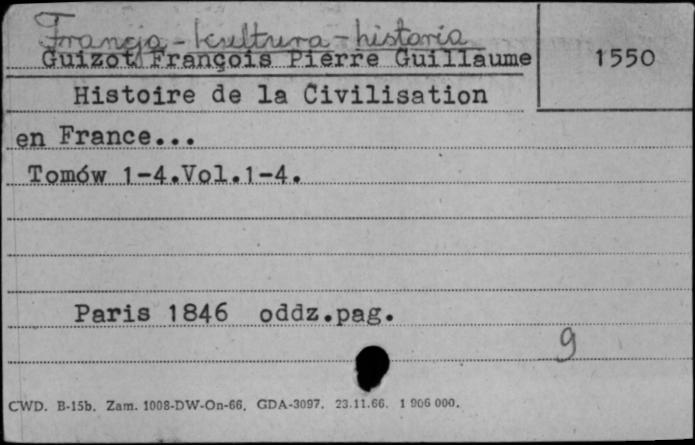 Francja - kultura - historia
Guizot François Pierre Guillaume
1550
Histoire de la Civilisation
en France...
Tomów 1-4.Vol.1-4.
Paris 1846 oddz.pag.
9
CWD. B-15b. Zam. 1008-DW-On-66, GDA-3097. 23.11.66. 1 906 000.